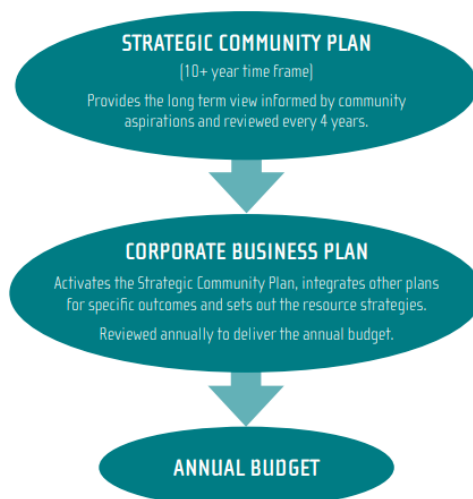 STRATEGIC COMMUNITY PLAN
(10+ year time frame)
Provides the long term view informed by community
aspirations and reviewed every 4 years.
CORPORATE BUSINESS PLAN
Activates the Strategic Community Plan, integrates other plans
for specific outcomes and sets out the resource strategies.
Reviewed annually to deliver the annual budget.
ANNUAL BUDGET